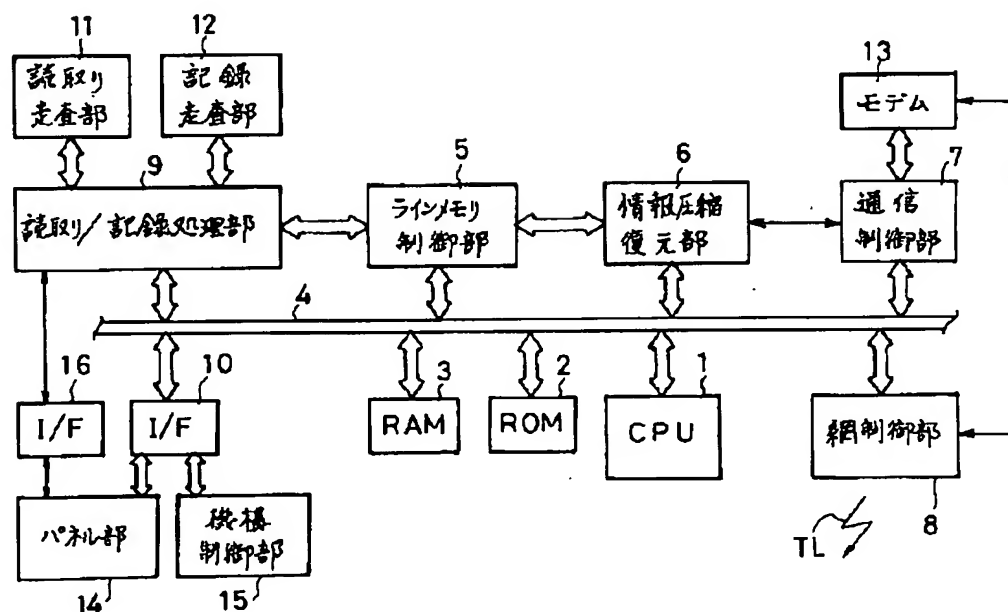 11
12
読取り
走査部
記録
走査部
13
モデム
9
5
6
7
読取り/記録処理部
ラインメモリ
制御部
情報圧縮
復元部
通信
制御部
4
16
10
3
2
1
I/F
I/F
RAM
ROM
CPU
網制御部
パネル部
機構
制御部
TL
8
14
15